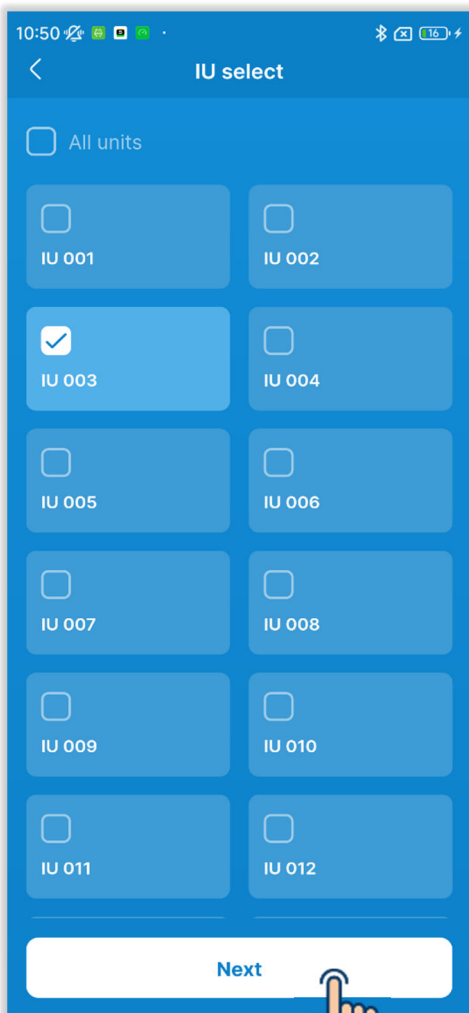 10:50
16
IU select
All units
IU 001
IU 002
IU 003
IU 004
IU 005
IU 006
IU 007
IU 008
IU 009
IU 010
IU 011
IU 012
Next